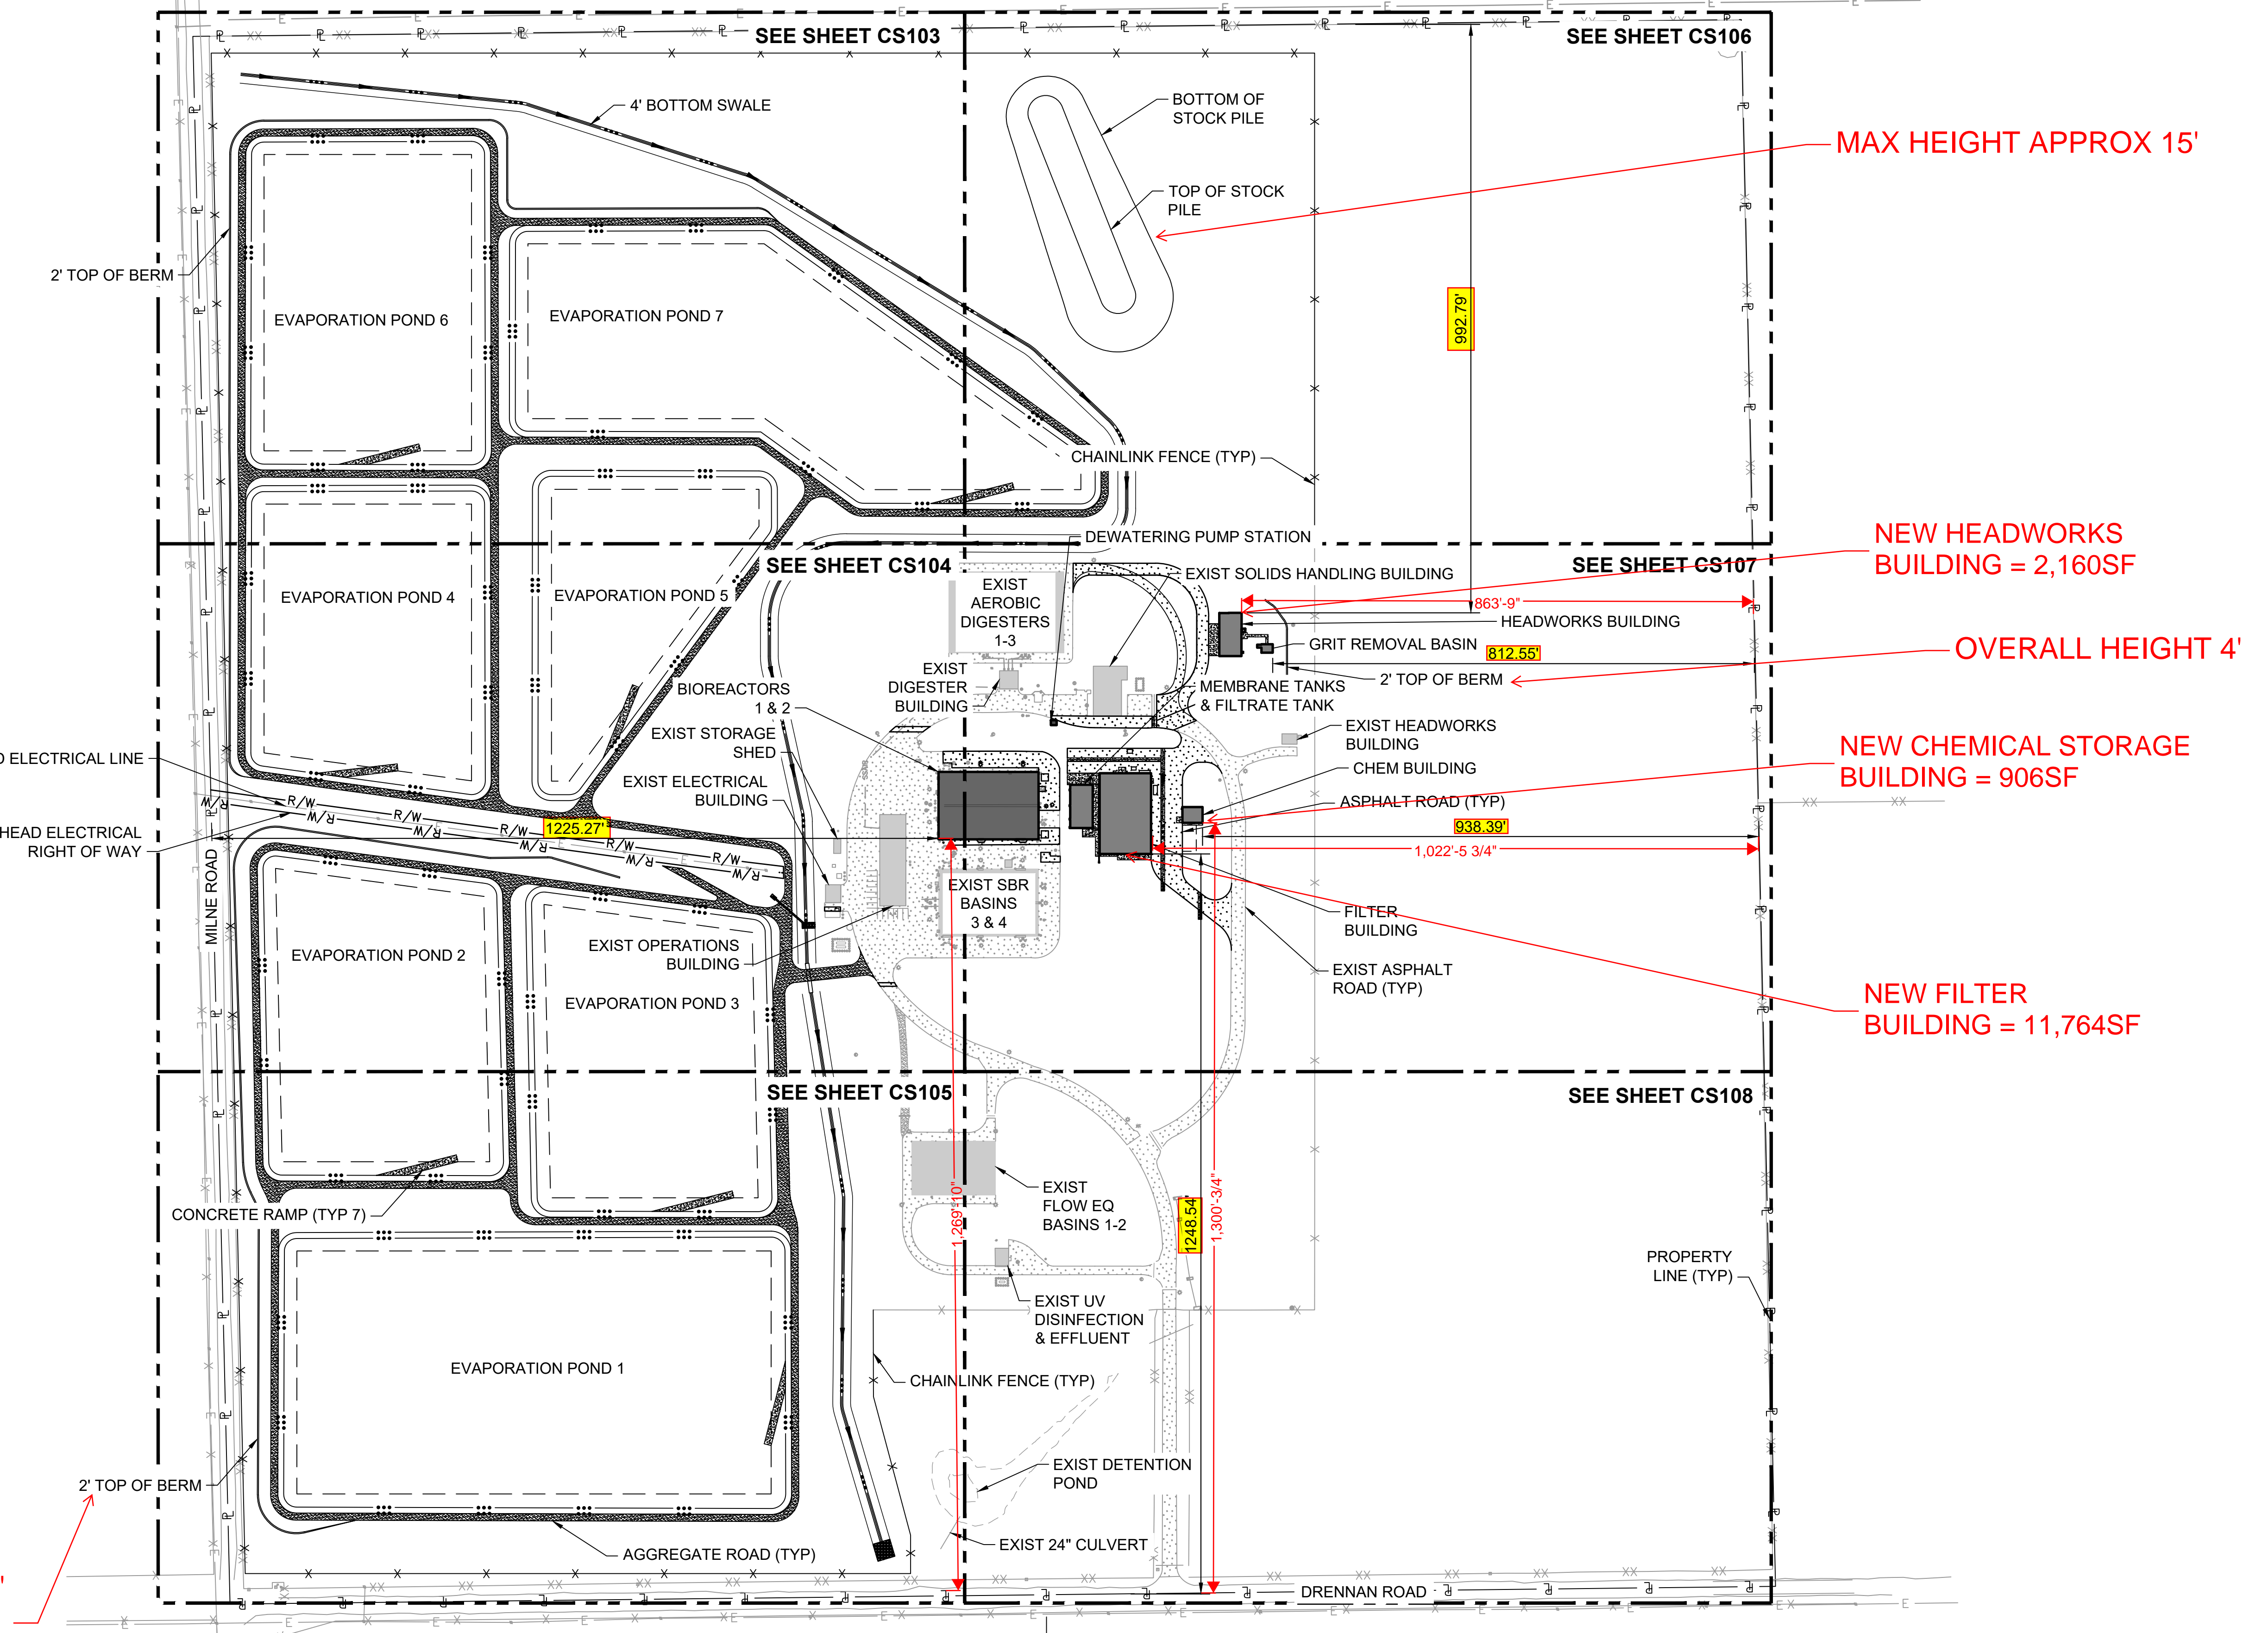 SEE SHEET CS103
SEE SHEET CS106
4' BOTTOM SWALE
BOTTOM OF
STOCK PILE
MAX HEIGHT APPROX 15'
TOP OF STOCK
PILE
2' TOP OF BERM
992.79'
EVAPORATION POND 6
EVAPORATION POND 7
CHAINLINK FENCE (TYP)
DEWATERING PUMP STATION
NEW HEADWORKS
BUILDING = 2,160SF
SEE SHEET CS104
SEE SHEET CS107
EXIST SOLIDS HANDLING BUILDING
EXIST
AEROBIC
DIGESTERS
1-3
EVAPORATION POND 4
EVAPORATION POND 5
863'-9"
HEADWORKS BUILDING
GRIT REMOVAL BASIN
812.55'
OVERALL HEIGHT 4'
2' TOP OF BERM
EXIST
DIGESTER
BUILDING
BIOREACTORS
1 & 2
MEMBRANE TANKS
& FILTRATE TANK
EXIST STORAGE
SHED
EXIST HEADWORKS
BUILDING
NEW CHEMICAL STORAGE
BUILDING = 906SF
ELECTRICAL LINE
CHEM BUILDING
EXIST ELECTRICAL
BUILDING
ASPHALT ROAD (TYP)
R/W
R/W
R/W
R/W
R/W
R/W
R/W
R/W
R/W
R/W
1225.27'
938.39'
HEAD ELECTRICAL
RIGHT OF WAY
1,022'-5 3/4"
MILNE ROAD
EXIST SBR
BASINS
3 & 4
FILTER
BUILDING
EVAPORATION POND 2
EXIST OPERATIONS
BUILDING
EXIST ASPHALT
ROAD (TYP)
EVAPORATION POND 3
NEW FILTER
BUILDING = 11,764SF
SEE SHEET CS105
SEE SHEET CS108
1,269'-10"
1248.54'
1,300'-3/4"
EXIST
FLOW EQ
BASINS 1-2
CONCRETE RAMP (TYP 7)
PROPERTY
LINE (TYP)
EXIST UV
DISINFECTION
& EFFLUENT
EVAPORATION POND 1
CHAINLINK FENCE (TYP)
EXIST DETENTION
POND
2' TOP OF BERM
EXIST 24" CULVERT
AGGREGATE ROAD (TYP)
DRENNAN ROAD